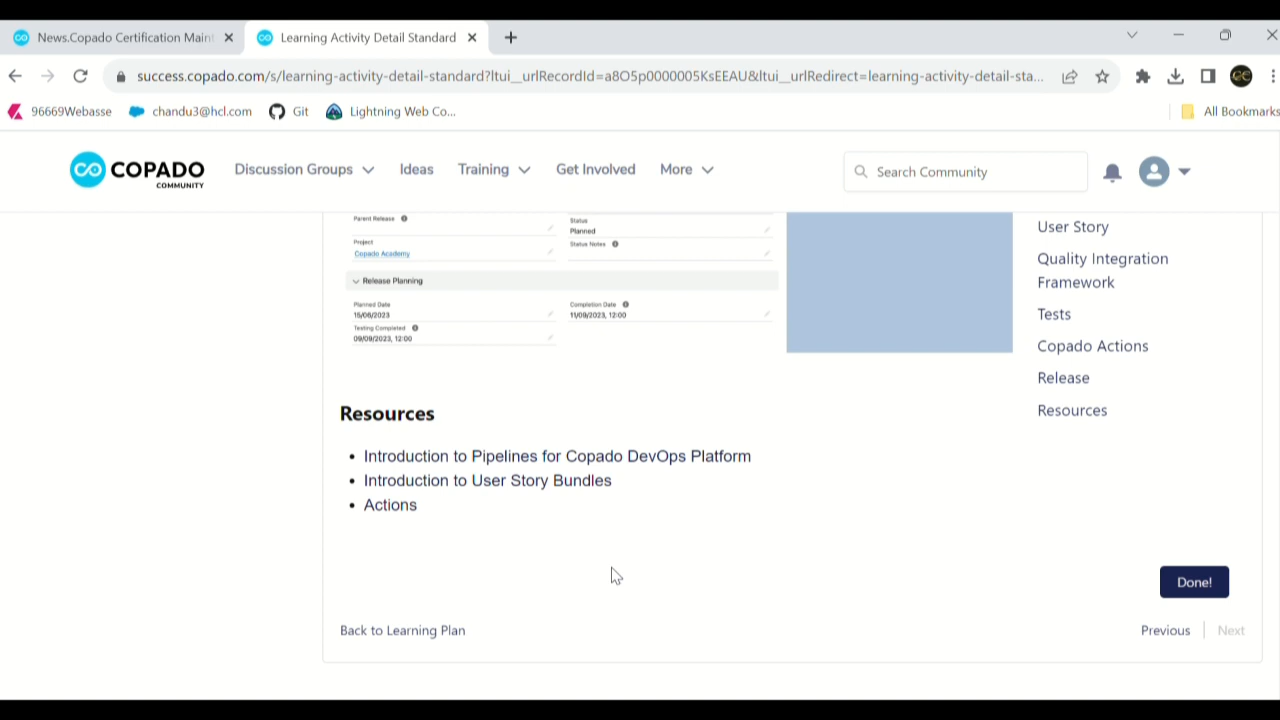 News.Copado Certification Maint
Learning Activity Detail Standard
success.copado.com/s/learning-activity-detail-standard?ltui__urlRecordId=a8O5p0000005KsEEAU&ltui__urlRedirect=learning-activity-detail-sta...
96669Webasse
chandu3@hcl.com
Git
Lightning Web Co...
All Bookmarks
COPADO
COMMUNITY
Discussion Groups
Ideas
Training
Get Involved
More
Search Community
Parent Release
Status
Planned
Project
Copado Academy
Status Notes
Release Planning
Planned Date
15/06/2023
Completion Date
11/09/2023, 12:00
Testing Completed
09/09/2023, 12:00
User Story
Quality Integration
Framework
Tests
Copado Actions
Release
Resources
Resources
• Introduction to Pipelines for Copado DevOps Platform
• Introduction to User Story Bundles
• Actions
Done!
Back to Learning Plan
Previous
Next